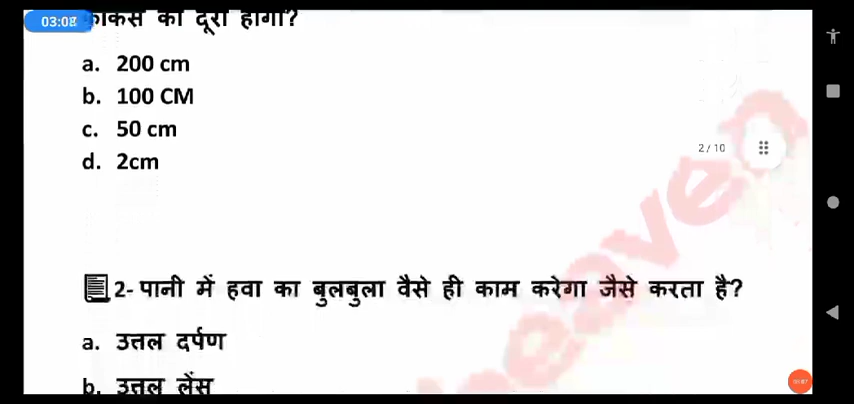 03:08
फोकस की दूरी होगी?
a. 200 cm
b. 100 CM
c. 50 cm
d. 2cm
2/10
2- पानी में हवा का बुलबुला वैसे ही काम करेगा जैसे करता है?
a. उत्तल दर्पण
b. उत्तल लेंस